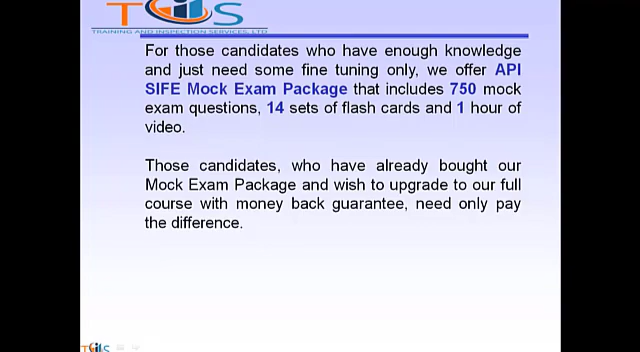 TIIS
TRAINING AND INSPECTION SERVICES, LTD
For those candidates who have enough knowledge
and just need some fine tuning only, we offer API
SIFE Mock Exam Package that includes 750 mock
exam questions, 14 sets of flash cards and 1 hour of
video.
Those candidates, who have already bought our
Mock Exam Package and wish to upgrade to our full
course with money back guarantee, need only pay
the difference.
TIIS